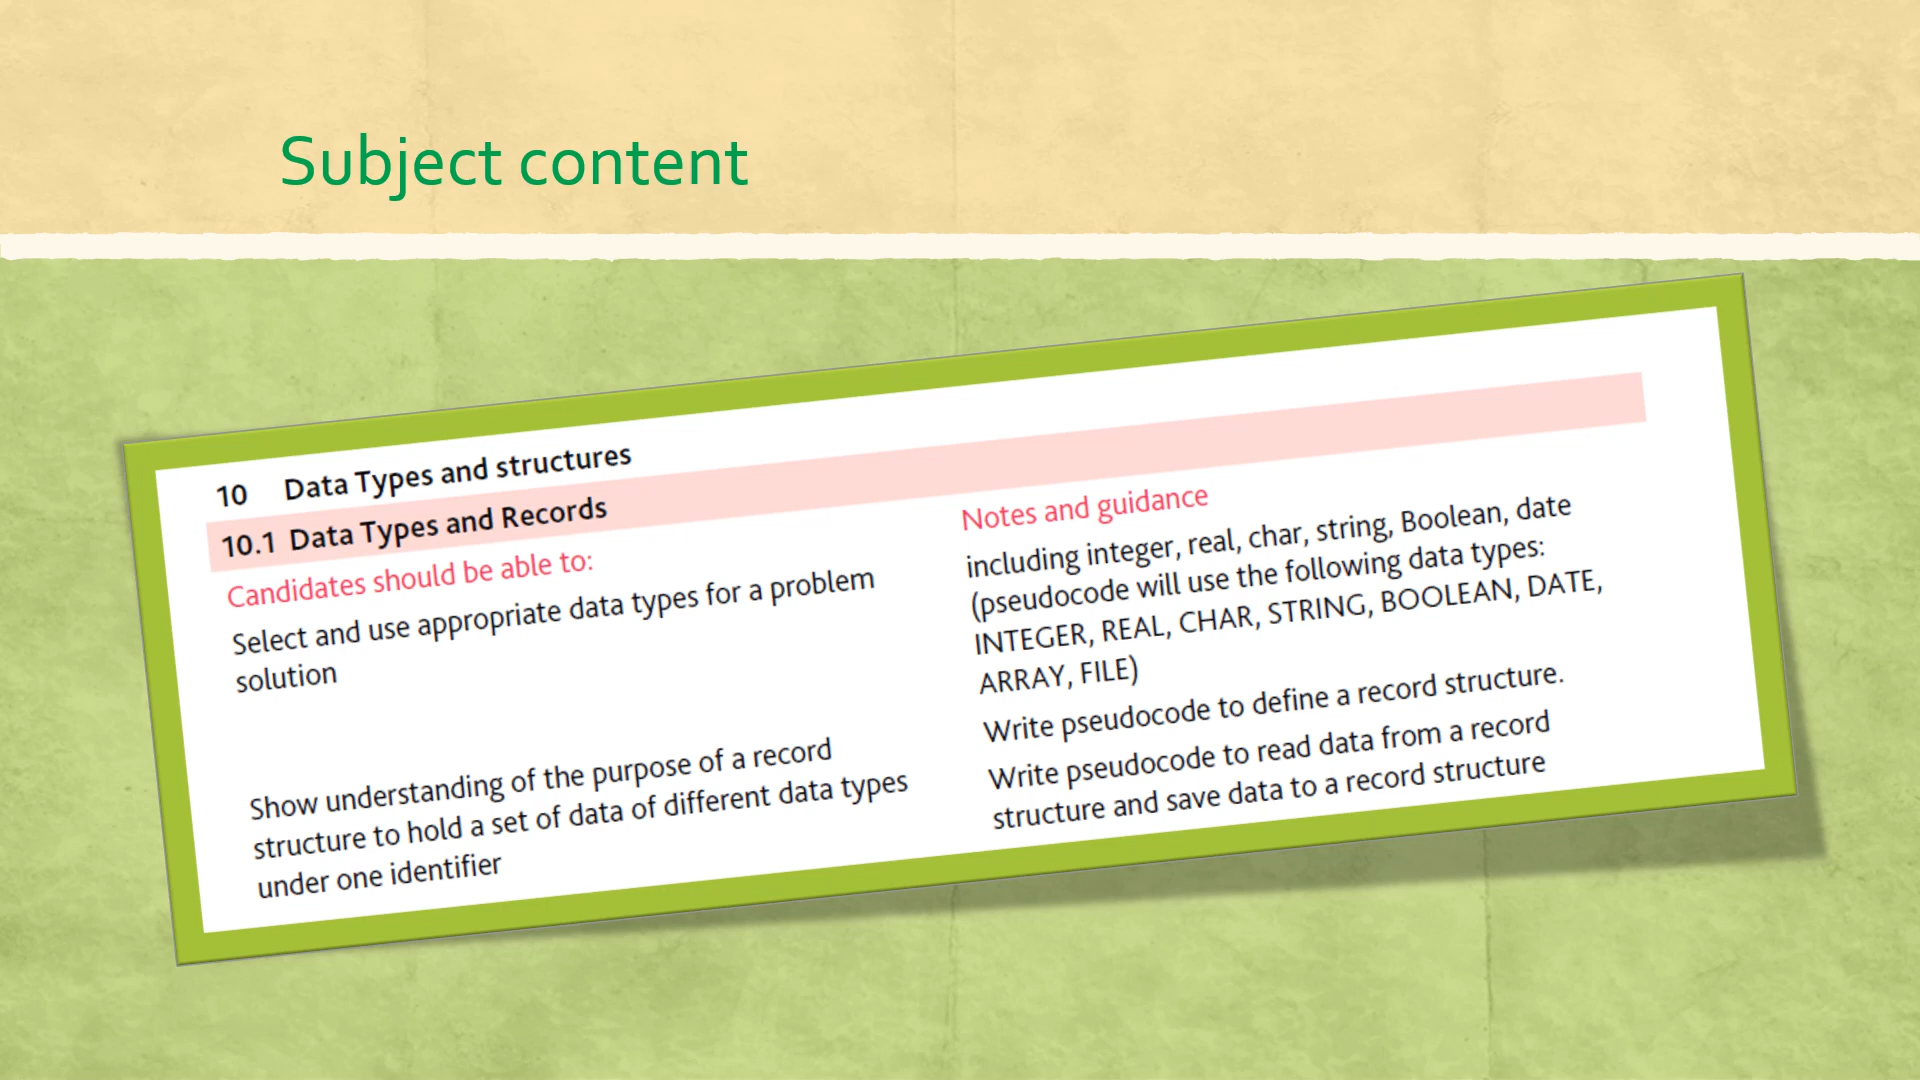 Subject content
10 Data Types and structures
10.1 Data Types and Records
Candidates should be able to:
Select and use appropriate data types for a problem
solution
Show understanding of the purpose of a record
structure to hold a set of data of different data types
under one identifier
Notes and guidance
including integer, real, char, string, Boolean, date
(pseudocode will use the following data types:
INTEGER, REAL, CHAR, STRING, BOOLEAN, DATE,
ARRAY, FILE)
Write pseudocode to define a record structure.
Write pseudocode to read data from a record
structure and save data to a record structure